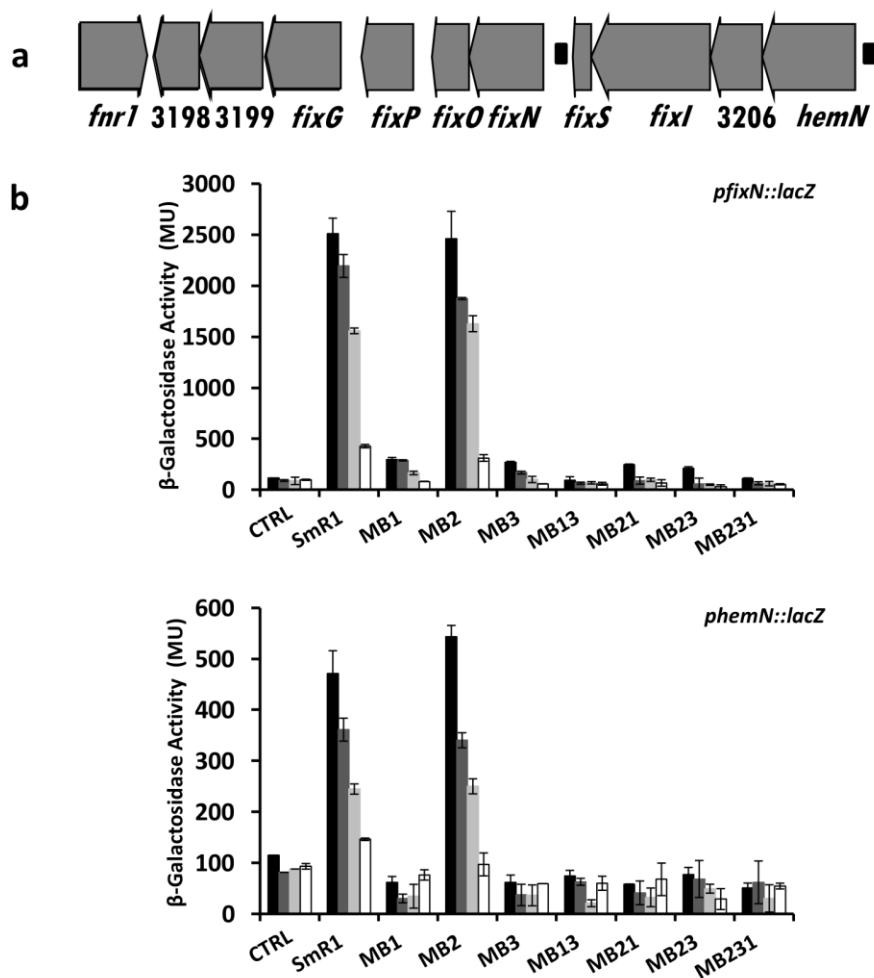 a
fnr1 3198 3199 fixG fixP fixO fixN fixS fixI 3206 hemN
b
pfixN::lacZ
β-Galactosidase Activity (MU)
3000
2500
2000
1500
1000
500
0
CTRL SmR1 MB1 MB2 MB3 MB13 MB21 MB23 MB231
phemN::lacZ
β-Galactosidase Activity (MU)
600
500
400
300
200
100
0
CTRL SmR1 MB1 MB2 MB3 MB13 MB21 MB23 MB231